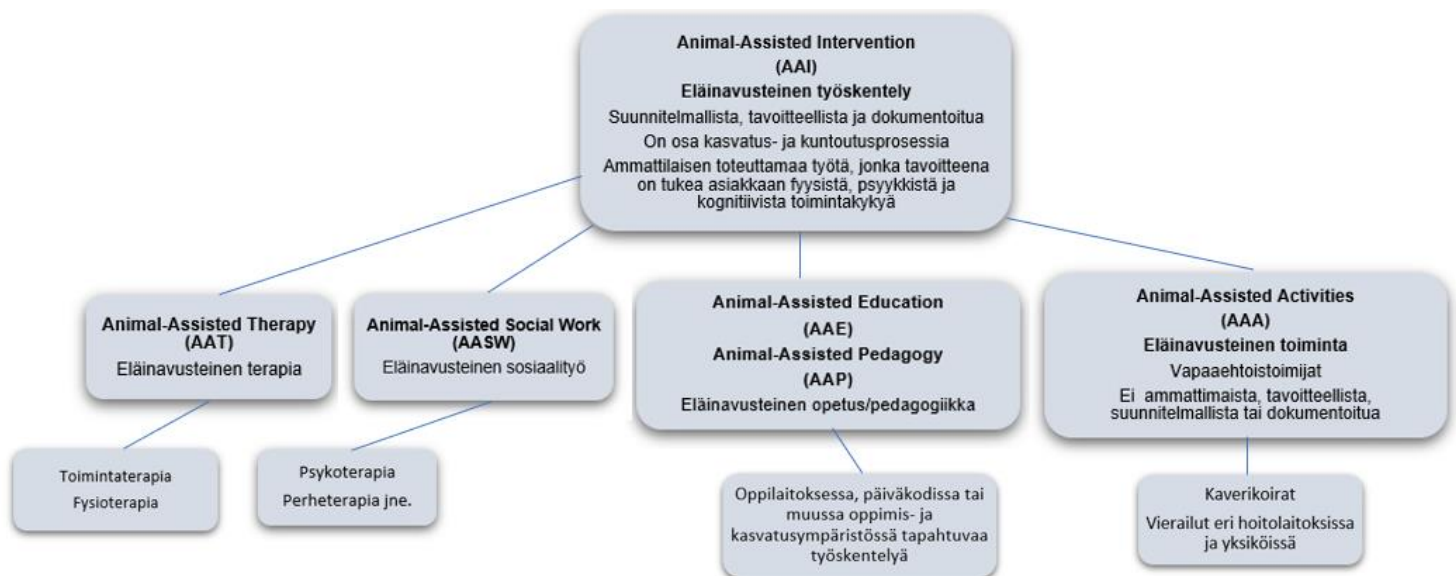 Animal-Assisted Intervention
(AAI)
Eläinavusteinen työskentely
Suunnitelmallista, tavoitteellista ja dokumentoitua
On osa kasvatus- ja kuntoutusprosessia
Ammattilaisen toteuttamaa työtä, jonka tavoitteena
on tukea asiakkaan fyysistä, psyykkistä ja
kognitiivista toimintakykyä
Animal-Assisted Therapy
(AAT)
Eläinavusteinen terapia
Animal-Assisted Social Work
(AASW)
Eläinavusteinen sosiaalityö
Animal-Assisted Education
(AAE)
Animal-Assisted Pedagogy
(AAP)
Eläinavusteinen opetus/pedagogiikka
Animal-Assisted Activities
(AAA)
Eläinavusteinen toiminta
Vapaaehtoistoimijat
Ei ammattimaista, tavoitteellista,
suunnitelmallista tai dokumentoitua
Toimintaterapia
Fysioterapia
Psykoterapia
Perheterapia jne.
Oppilaitoksessa, päiväkodissa tai
muussa oppimis- ja
kasvatusympäristössä tapahtuvaa
työskentelyä
Kaverikoirat
Vierailut eri hoitolaitoksissa
ja yksiköissä